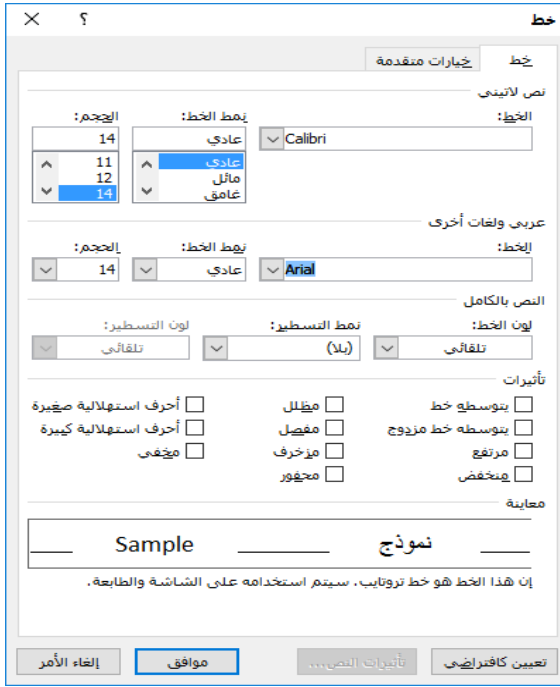 خط ؟
خط خيارات متقدمة
نص لاتيني
الخط: نمط الخط: الحجم:
Calibri عادي 14
عادي 11
مائل 12
غامق 14
عربي ولغات أخرى
الخط: نمط الخط: الحجم:
Arial عادي 14
النص بالكامل
لون الخط: نمط التسطير: لون التسطير:
تلقائي (بلا) تلقائي
تأثيرات
يتوسطه خط مظلل أحرف استهلالية صغيرة
يتوسطه خط مزدوج مفصل أحرف استهلالية كبيرة
مرتفع مزخرف مخفي
منخفض محفور
معاينة
نموذج Sample
إن هذا الخط هو خط تروتايب. سيتم استخدامه على الشاشة والطابعة.
تعيين كافتراضي تأثيرات النص... موافق إلغاء الأمر